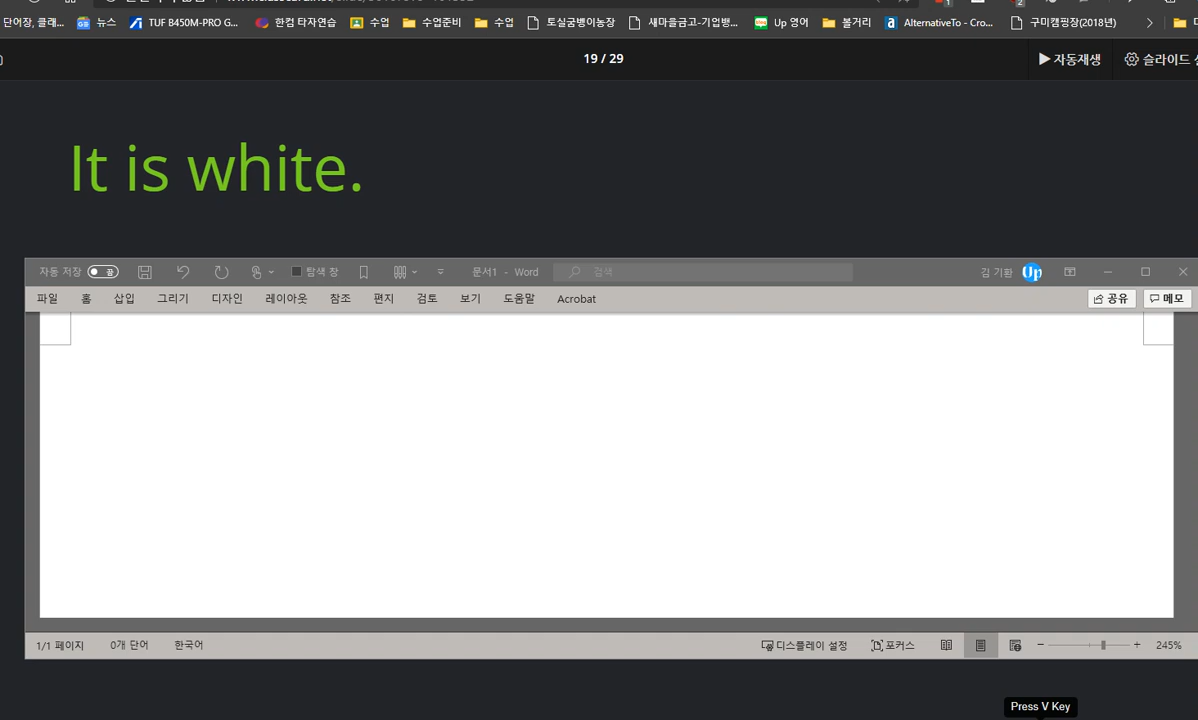 단어장, 클래... 뉴스 TUF B450M-PRO G... 한컴 타자연습 수업 수업준비 수업 토실굼뱅이농장 새마을금고-기업뱅... Up 영어 볼거리 AlternativeTo - Cro... 구미캠핑장(2018년)
19 / 29
자동재생 슬라이드
It is white.
자동 저장 끔 탐색 창 문서1 - Word 검색 김 기환 Up
파일 홈 삽입 그리기 디자인 레이아웃 참조 편지 검토 보기 도움말 Acrobat 공유 메모
1/1 페이지 0개 단어 한국어 디스플레이 설정 포커스 245%
Press V Key